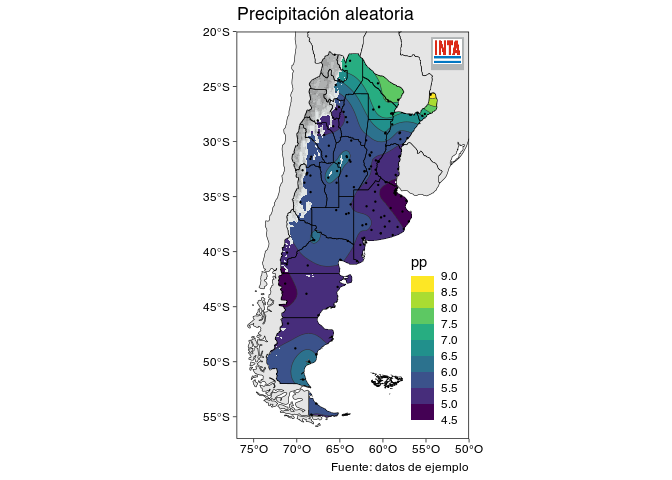 Precipitación aleatoria
20°S
25°S
30°S
35°S
40°S
45°S
50°S
55°S
INTA
pp
9.0
8.5
8.0
7.5
7.0
6.5
6.0
5.5
5.0
4.5
75°O
70°O
65°O
60°O
55°O
50°O
Fuente: datos de ejemplo